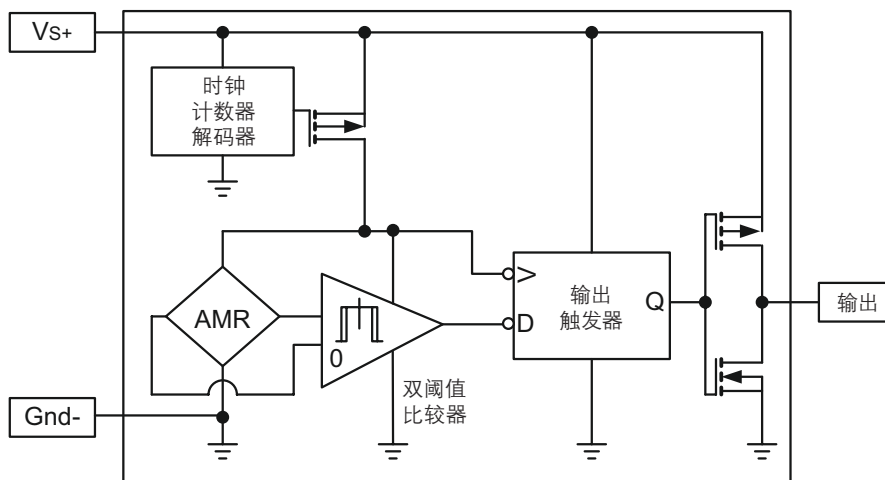 Vs+
时钟
计数器
解码器
AMR
0
双阈值
比较器
>
D
输出
触发器
Q
输出
Gnd-